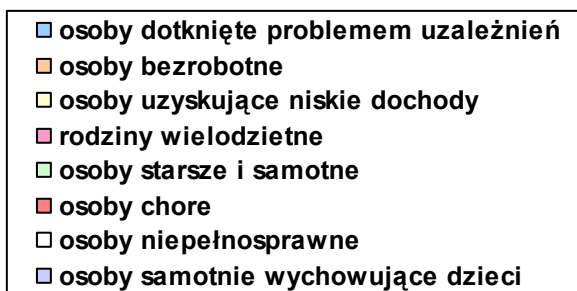 osoby dotknięte problemem uzależnień
osoby bezrobotne
osoby uzyskujące niskie dochody
rodziny wielodzietne
osoby starsze i samotne
osoby chore
osoby niepełnosprawne
osoby samotnie wychowujące dzieci